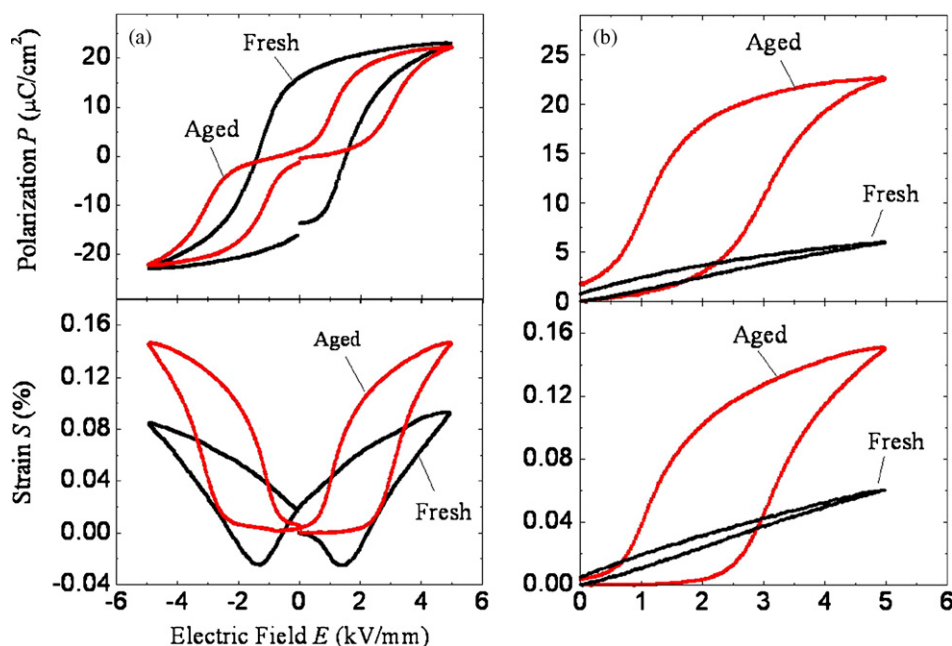 (a)
Fresh
Aged
Polarization P (μC/cm²)
20
10
0
-10
-20
(b)
Aged
Fresh
25
20
15
10
5
0
Aged
Fresh
Strain S (%)
0.16
0.12
0.08
0.04
0.00
-0.04
-6 -4 -2 0 2 4 6
Electric Field E (kV/mm)
Aged
Fresh
0.16
0.12
0.08
0.04
0.00
0 1 2 3 4 5 6